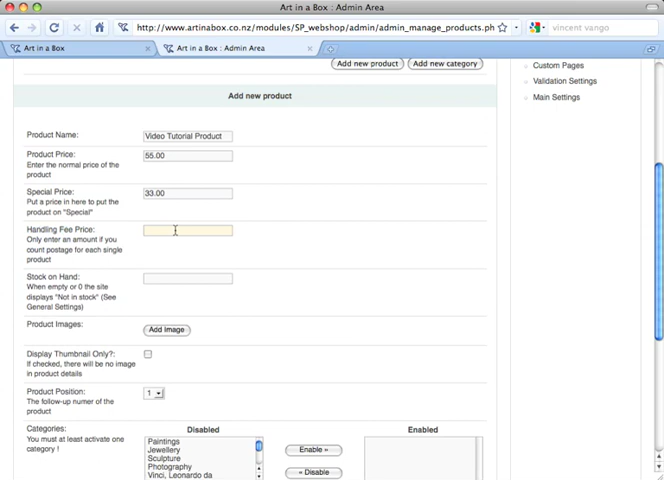 Art in a Box : Admin Area
http://www.artinabox.co.nz/modules/SP_webshop/admin/admin_manage_products.ph
vincent vango
Art in a Box
Art in a Box : Admin Area
Add new product
Add new category
Custom Pages
Validation Settings
Main Settings
Add new product
Product Name:
Video Tutorial Product
Product Price:
Enter the normal price of the
product
55.00
Special Price:
Put a price in here to put the
product on "Special"
33.00
Handling Fee Price:
Only enter an amount if you
count postage for each single
product
Stock on Hand:
When empty or 0 the site
displays "Not in stock" (See
General Settings)
Product Images:
Add Image
Display Thumbnail Only?:
If checked, there will be no image
in product details
Product Position:
The follow-up numer of the
product
1
Categories:
You must at least activate one
category !
Disabled
Enabled
Paintings
Jewellery
Sculpture
Photography
Vinci, Leonardo da
Enable »
« Disable